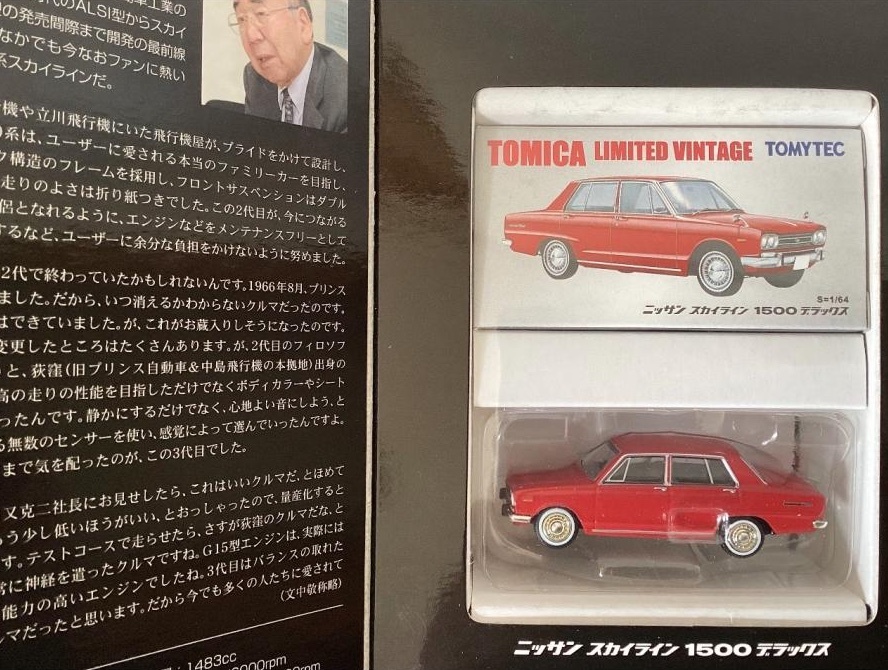 代のALSI型からスカイ
の発売間際まで開発の最前線
なかでも今なおファンに熱い
系スカイラインだ。
機や立川飛行機にいた飛行機屋が、プライドをかけて設計し、
系は、ユーザーに愛される本当のファミリーカーを目指し、
ク構造のフレームを採用し、フロントサスペンションはダブル
走りのよさは折り紙つきでした。この2代目が、今につながる
侶となれるように、エンジンなどをメンテナンスフリーとして
するなど、ユーザーに余分な負担をかけないように努めました。
2代で終わっていたかもしれないんです。1966年8月、プリンス
ました。だから、いつ消えるかわからないクルマだったのです。
はできていました。が、これがお蔵入りしそうになったのです。
変更したところはたくさんあります。が、2代目のフィロソフ
と、荻窪(旧プリンス自動車&中島飛行機の本拠地)出身の
高の走りの性能を目指しただけでなくボディカラーやシート
ったんです。静かにするだけでなく、心地よい音にしよう、と
る無数のセンサーを使い、感覚によって選んでいったんですよ。
まで気を配ったのが、この3代目でした。
又克二社長にお見せしたら、これはいいクルマだ、とほめて
う少し低いほうがいい、とおっしゃったので、量産化すると
す。テストコースで走らせたら、さすが荻窪のクルマだな、と
常に神経を遣ったクルマですね。G15型エンジンは、実際には
能力の高いエンジンでしたね。3代目はバランスの取れた
ルマだったと思います。だから今でも多くの人たちに愛されて
(文中敬称略)
: 1483cc
TOMICA LIMITED VINTAGE TOMYTEC
S=1/64
ニッサン スカイライン 1500 デラックス
ニッサン スカイライン 1500 デラックス